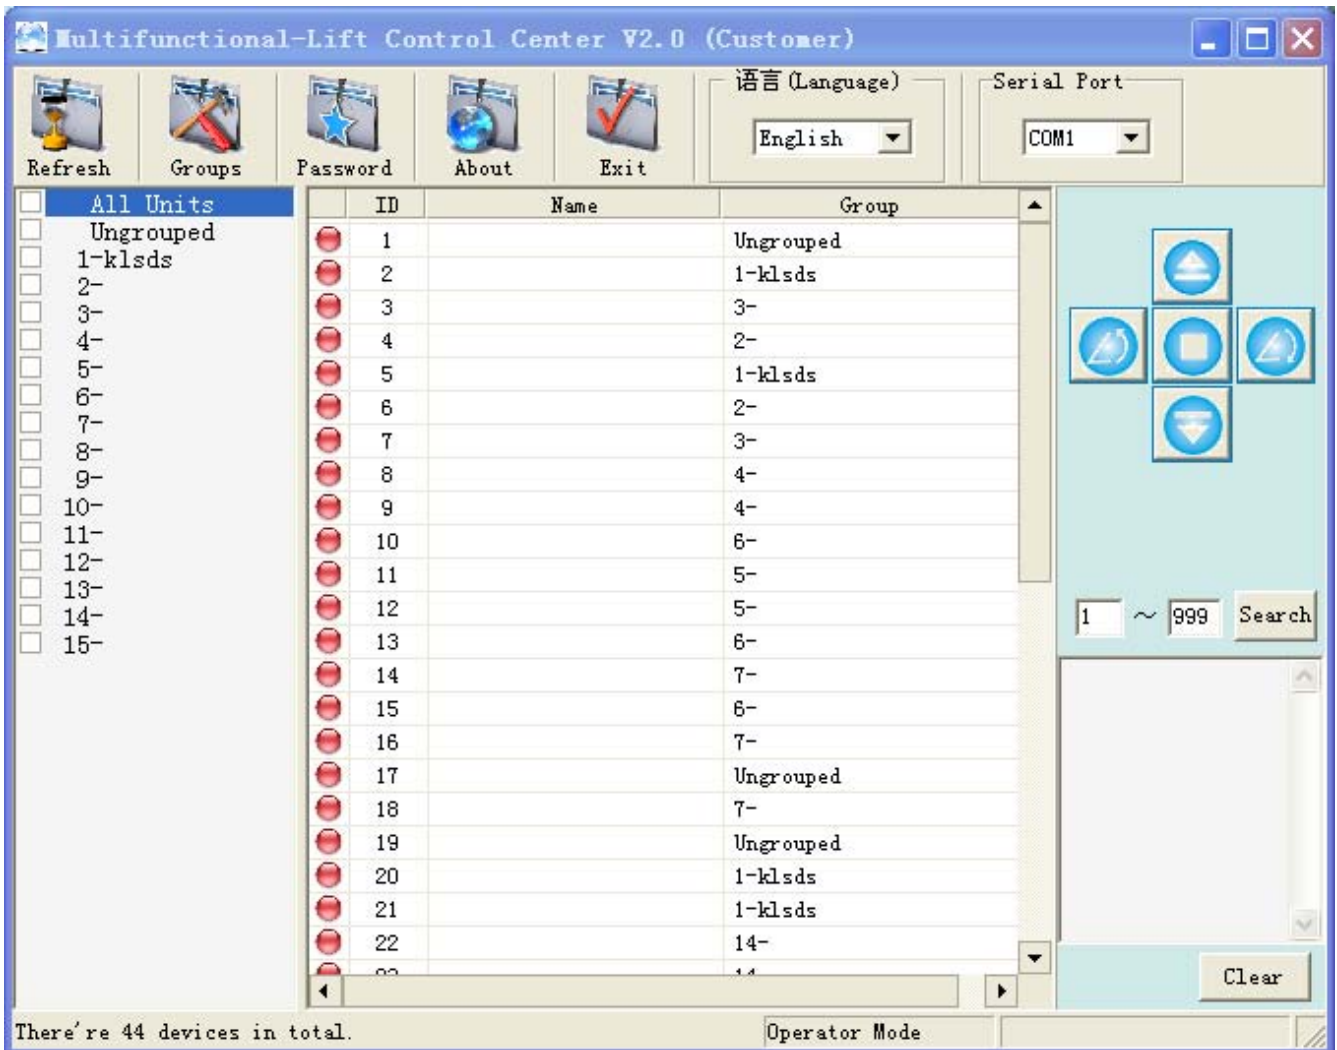 Multifunctional-Lift Control Center V2.0 (Customer)
Refresh
Groups
Password
About
Exit
语言(Language)
English
Serial Port
COM1
All Units
Ungrouped
1-klsds
2-
3-
4-
5-
6-
7-
8-
9-
10-
11-
12-
13-
14-
15-
ID Name Group
1 Ungrouped
2 1-klsds
3 3-
4 2-
5 1-klsds
6 2-
7 3-
8 4-
9 4-
10 6-
11 5-
12 5-
13 6-
14 7-
15 6-
16 7-
17 Ungrouped
18 7-
19 Ungrouped
20 1-klsds
21 1-klsds
22 14-
1 ~ 999 Search
Clear
There're 44 devices in total.
Operator Mode